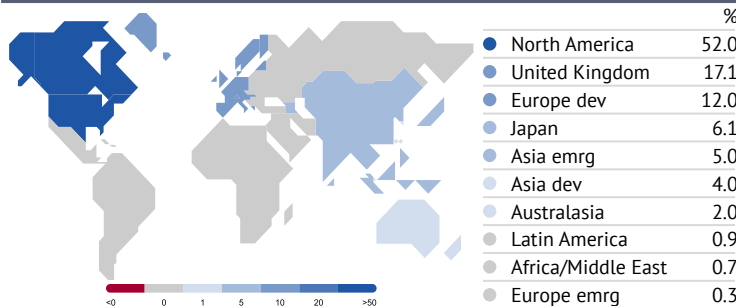 %
North America 52.0
United Kingdom 17.1
Europe dev 12.0
Japan 6.1
Asia emrg 5.0
Asia dev 4.0
Australasia 2.0
Latin America 0.9
Africa/Middle East 0.7
Europe emrg 0.3
<0 0 1 5 10 20 >50